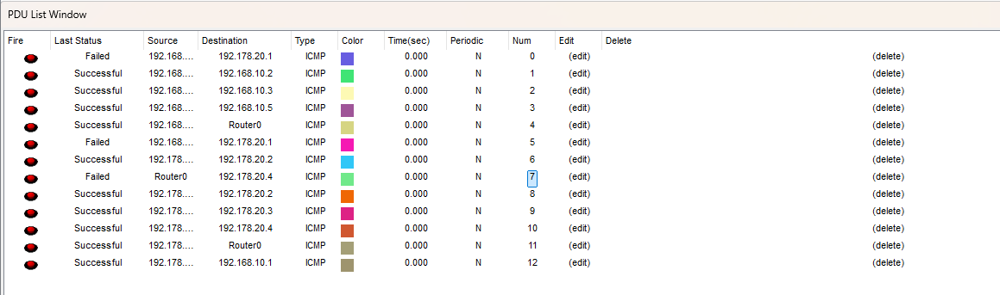 PDU List Window
Fire Last Status Source Destination Type Color Time(sec) Periodic Num Edit Delete
Failed 192.168.... 192.178.20.1 ICMP 0.000 N 0 (edit) (delete)
Successful 192.168.... 192.168.10.2 ICMP 0.000 N 1 (edit) (delete)
Successful 192.168.... 192.168.10.3 ICMP 0.000 N 2 (edit) (delete)
Successful 192.168.... 192.168.10.5 ICMP 0.000 N 3 (edit) (delete)
Successful 192.168.... Router0 ICMP 0.000 N 4 (edit) (delete)
Failed 192.168.... 192.178.20.1 ICMP 0.000 N 5 (edit) (delete)
Successful 192.178.... 192.178.20.2 ICMP 0.000 N 6 (edit) (delete)
Failed Router0 192.178.20.4 ICMP 0.000 N 7 (edit) (delete)
Successful 192.178.... 192.178.20.2 ICMP 0.000 N 8 (edit) (delete)
Successful 192.178.... 192.178.20.3 ICMP 0.000 N 9 (edit) (delete)
Successful 192.178.... 192.178.20.4 ICMP 0.000 N 10 (edit) (delete)
Successful 192.178.... Router0 ICMP 0.000 N 11 (edit) (delete)
Successful 192.178.... 192.168.10.1 ICMP 0.000 N 12 (edit) (delete)